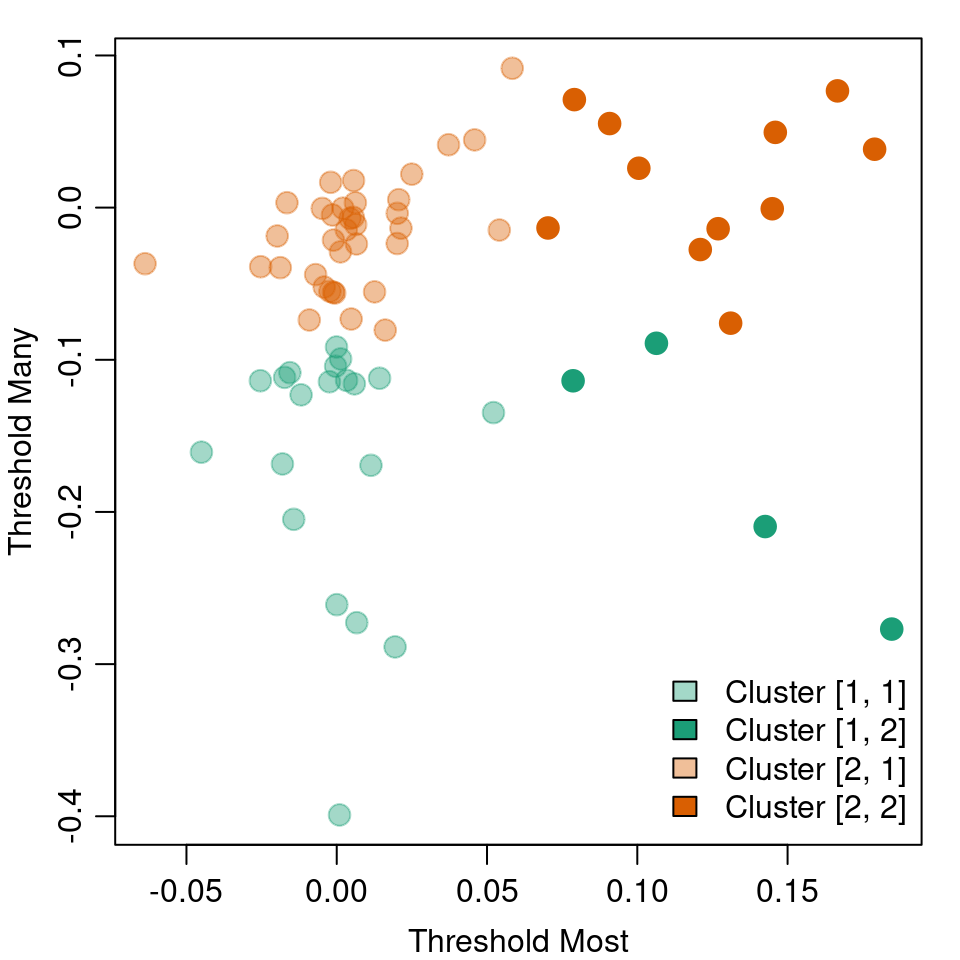 0.1
0.0
-0.1
-0.2
-0.3
-0.4
Threshold Many
Cluster [1, 1]
Cluster [1, 2]
Cluster [2, 1]
Cluster [2, 2]
-0.05 0.00 0.05 0.10 0.15
Threshold Most